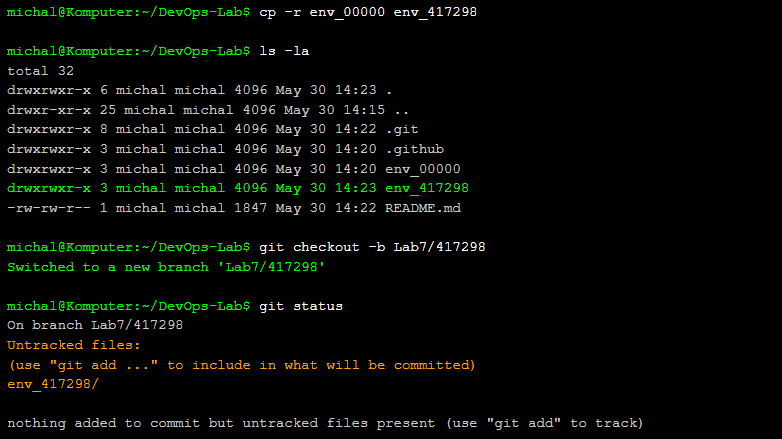 michal@Komputer:~/DevOps-Lab$ cp -r env_00000 env_417298
michal@Komputer:~/DevOps-Lab$ ls -la
total 32
drwxrwxr-x 6 michal michal 4096 May 30 14:23 .
drwxr-xr-x 25 michal michal 4096 May 30 14:15 ..
drwxrwxr-x 8 michal michal 4096 May 30 14:22 .git
drwxrwxr-x 3 michal michal 4096 May 30 14:20 .github
drwxrwxr-x 3 michal michal 4096 May 30 14:20 env_00000
drwxrwxr-x 3 michal michal 4096 May 30 14:23 env_417298
-rw-rw-r-- 1 michal michal 1847 May 30 14:22 README.md
michal@Komputer:~/DevOps-Lab$ git checkout -b Lab7/417298
Switched to a new branch 'Lab7/417298'
michal@Komputer:~/DevOps-Lab$ git status
On branch Lab7/417298
Untracked files:
(use "git add ..." to include in what will be committed)
env_417298/
nothing added to commit but untracked files present (use "git add" to track)